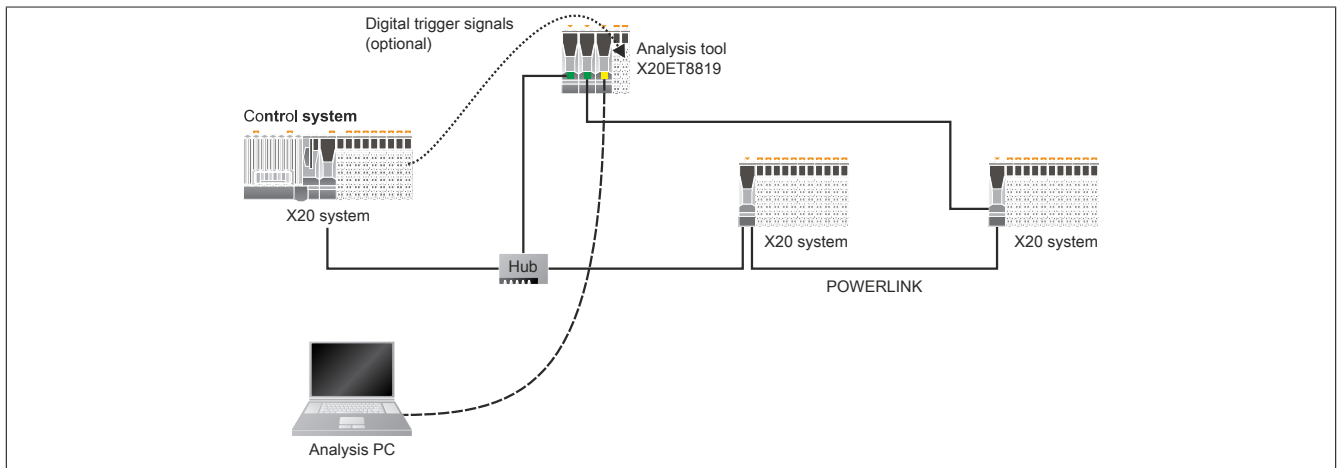 Digital trigger signals
(optional)
Analysis tool
X20ET8819
Control system
X20 system
X20 system
X20 system
Hub
POWERLINK
Analysis PC